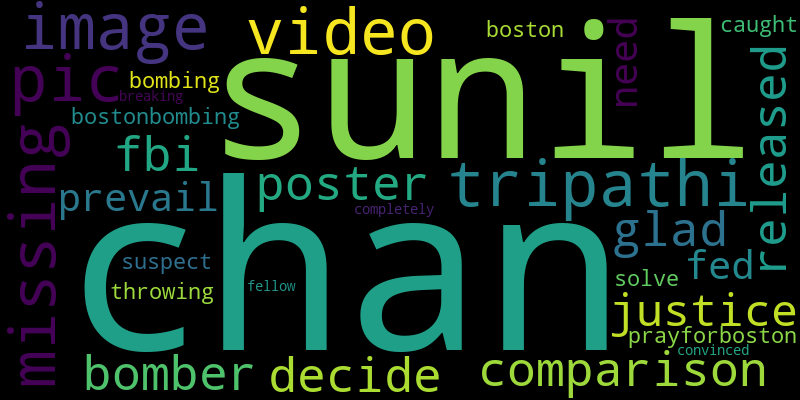 image
video
boston
need
caught
sunil
pic
bombing
breaking
bostonbombing
fbi
released
missing
prevail
poster
tripathi
completely
chan
glad
suspect
fed
throwing
fellow
solve
justice
prayforboston
convinced
bomber
decide
comparison